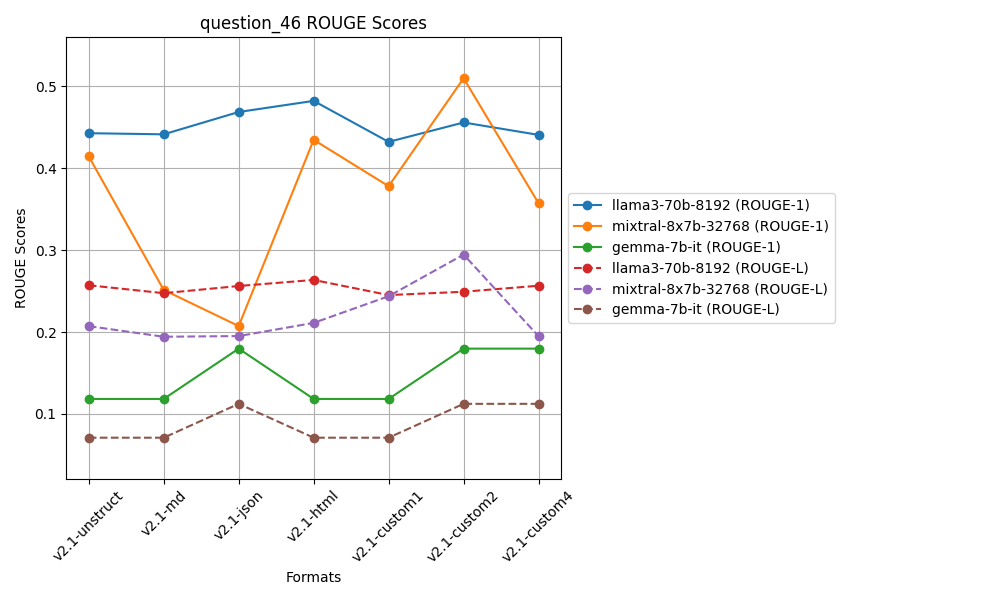 question_46 ROUGE Scores
ROUGE Scores
0.5
0.4
0.3
0.2
0.1
v2.1-unstruct
v2.1-md
v2.1-json
v2.1-html
v2.1-custom1
v2.1-custom2
v2.1-custom4
Formats
llama3-70b-8192 (ROUGE-1)
mixtral-8x7b-32768 (ROUGE-1)
gemma-7b-it (ROUGE-1)
llama3-70b-8192 (ROUGE-L)
mixtral-8x7b-32768 (ROUGE-L)
gemma-7b-it (ROUGE-L)